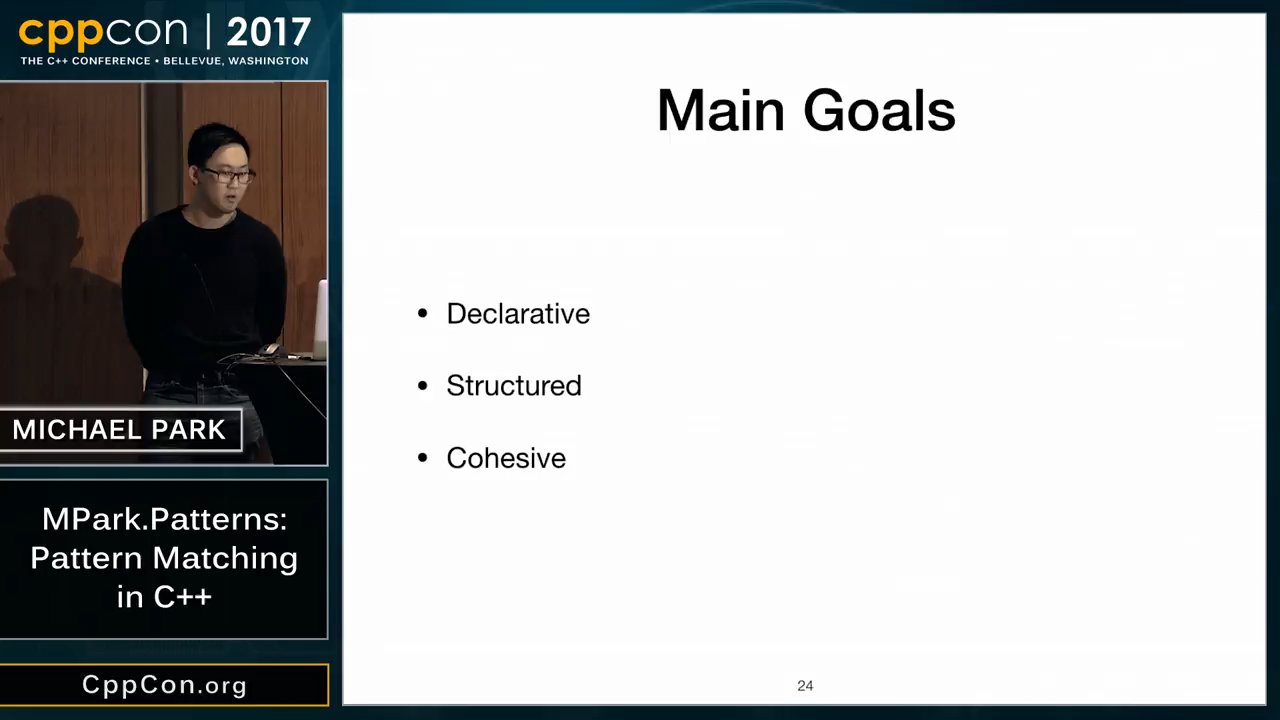 cppcon | 2017
THE C++ CONFERENCE • BELLEVUE, WASHINGTON
MICHAEL PARK
MPark.Patterns:
Pattern Matching
in C++
CppCon.org
Main Goals
• Declarative
• Structured
• Cohesive
24